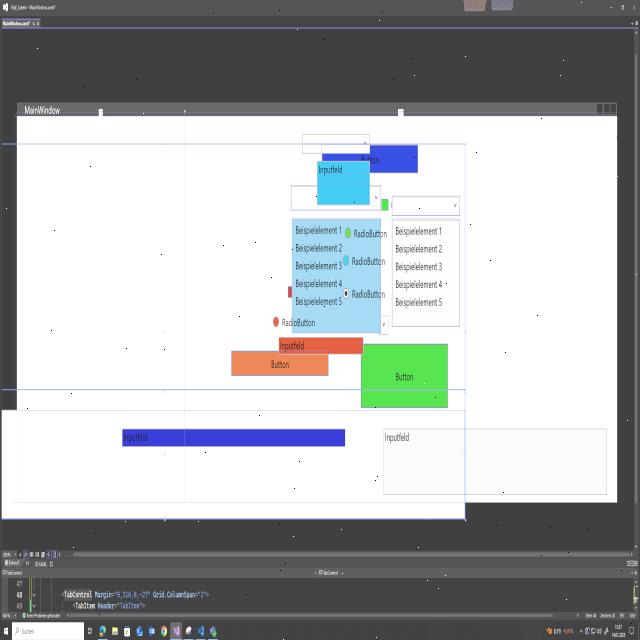 MainWindow.xaml*
MainWindow
Button
Inputfeld
Beispielelement 1
Beispielelement 2
Beispielelement 3
Beispielelement 4
Beispielelement 5
RadioButton
RadioButton
RadioButton
RadioButton
Beispielelement 1
Beispielelement 2
Beispielelement 3
Beispielelement 4
Beispielelement 5
Inputfeld
Button
Button
Inputfeld
Inputfeld
TabControl
TabControl
47
48 <TabControl Margin="0,316,0,-27" Grid.ColumnSpan="2">
49 <TabItem Header="TabItem">
Suchen